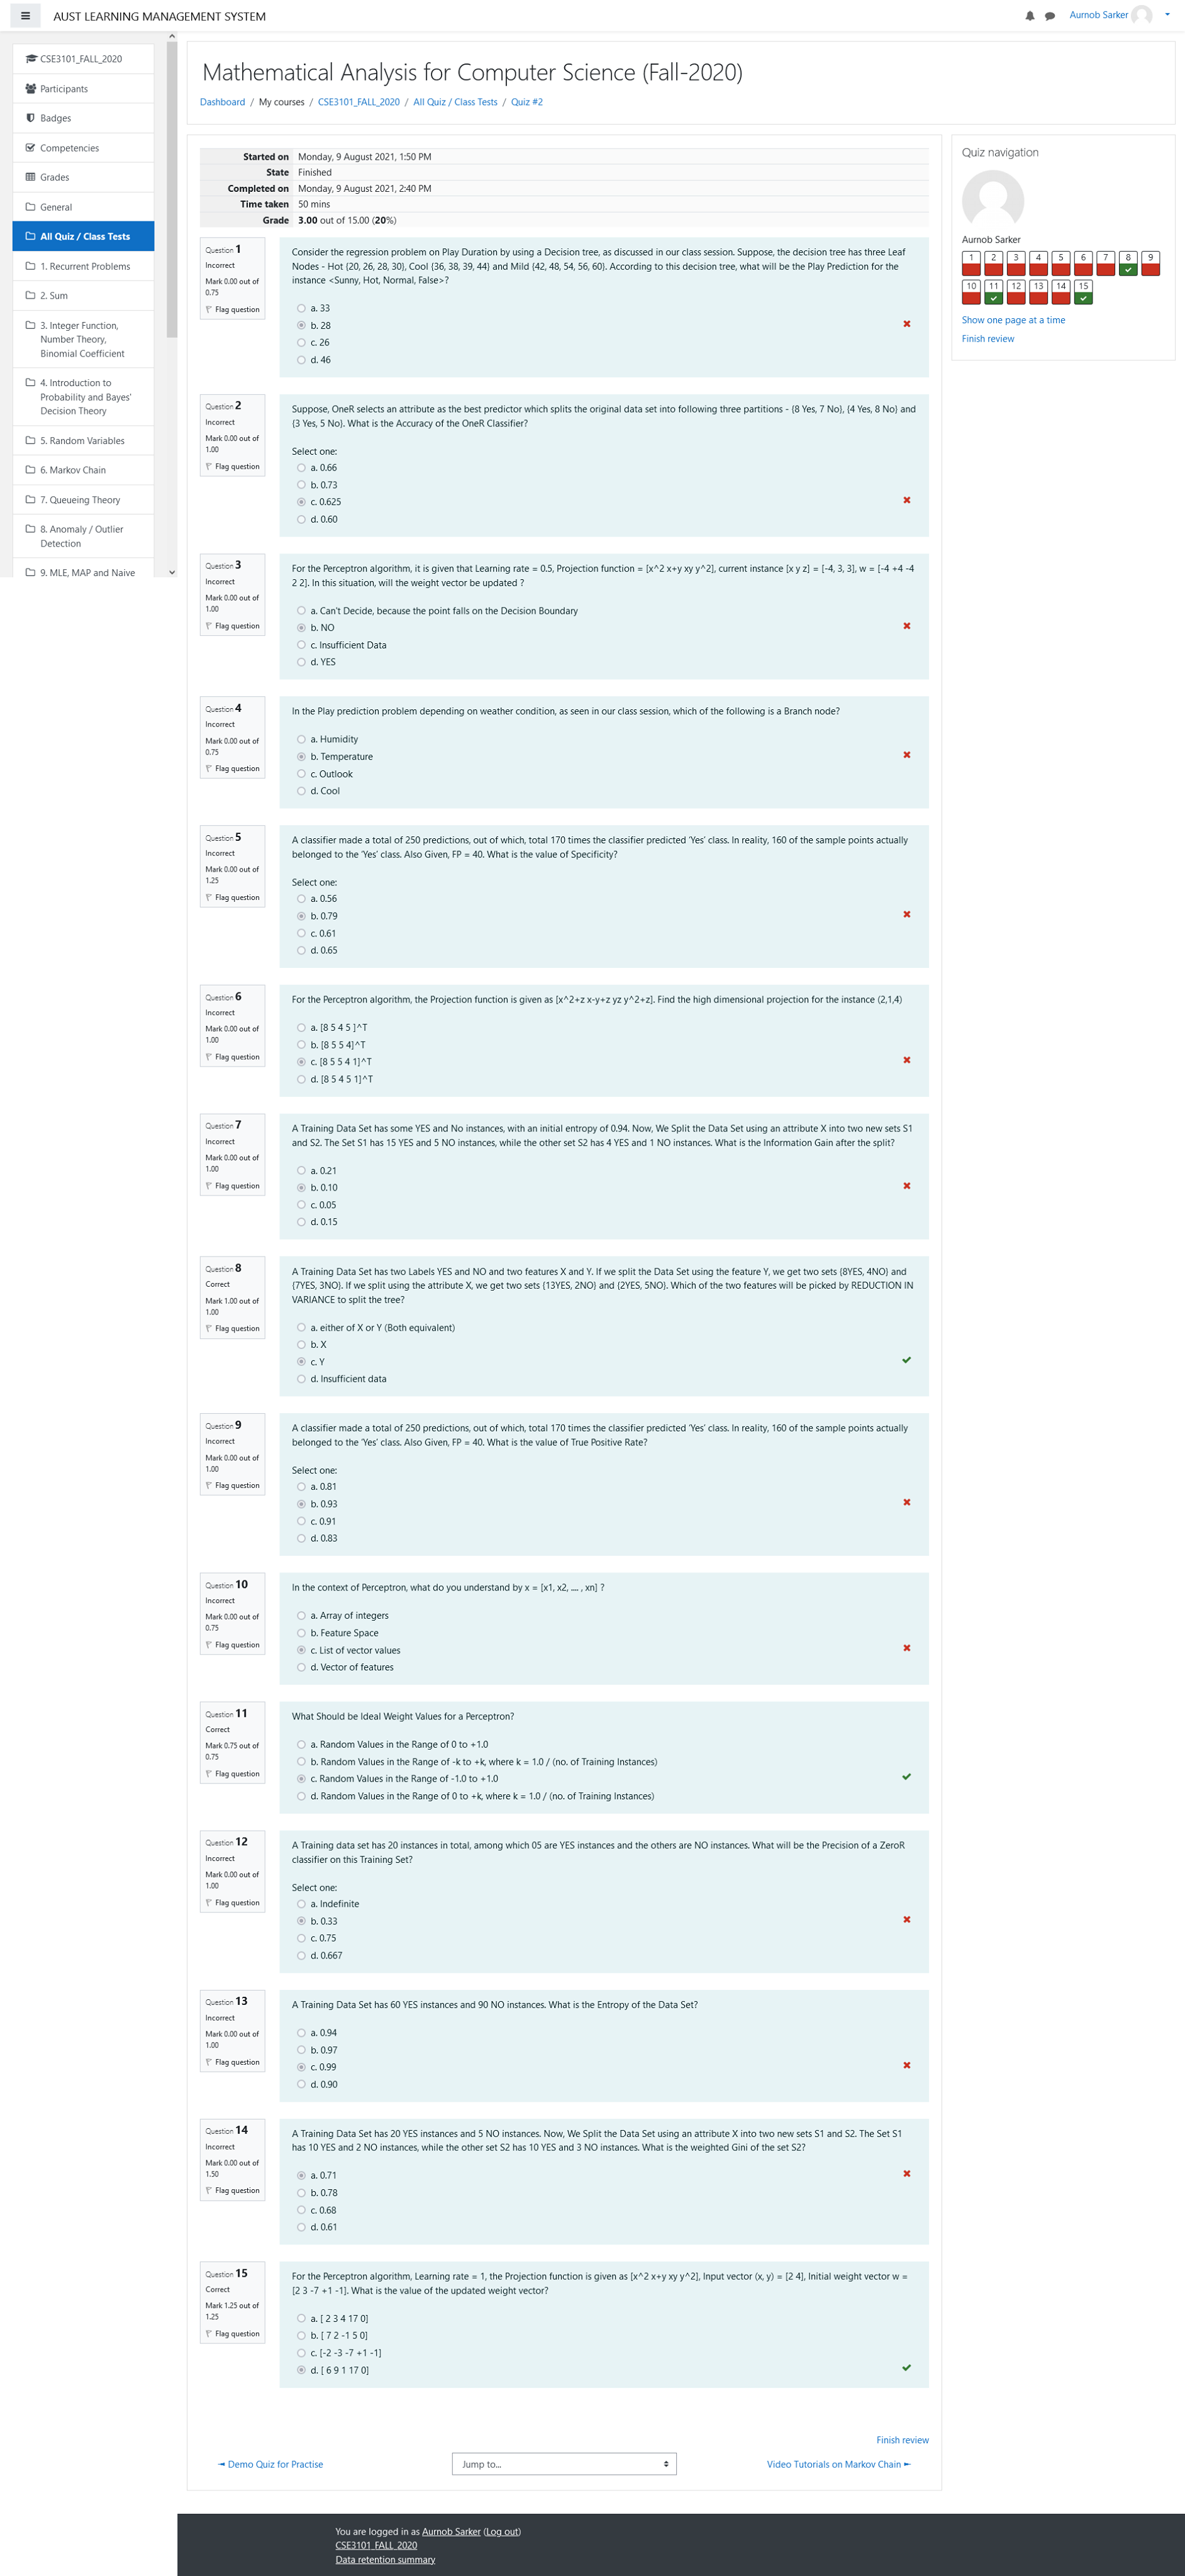 AUST LEARNING MANAGEMENT SYSTEM
Aurnob Sarker
CSE3101_FALL_2020
Participants
Badges
Competencies
Grades
General
All Quiz / Class Tests
1. Recurrent Problems
2. Sum
3. Integer Function,
Number Theory,
Binomial Coefficient
4. Introduction to
Probability and Bayes'
Decision Theory
5. Random Variables
6. Markov Chain
7. Queueing Theory
8. Anomaly / Outlier
Detection
9. MLE, MAP and Naive
Mathematical Analysis for Computer Science (Fall-2020)
Dashboard / My courses / CSE3101_FALL_2020 / All Quiz / Class Tests / Quiz #2
Started on Monday, 9 August 2021, 1:50 PM
State Finished
Completed on Monday, 9 August 2021, 2:40 PM
Time taken 50 mins
Grade 3.00 out of 15.00 (20%)
Question 1
Incorrect
Mark 0.00 out of
0.75
Flag question
Consider the regression problem on Play Duration by using a Decision tree, as discussed in our class session. Suppose, the decision tree has three Leaf
Nodes - Hot {20, 26, 28, 30}, Cool {36, 38, 39, 44} and Mild {42, 48, 54, 56, 60}. According to this decision tree, what will be the Play Prediction for the
instance <Sunny, Hot, Normal, False>?
a. 33
b. 28
c. 26
d. 46
Question 2
Incorrect
Mark 0.00 out of
1.00
Flag question
Suppose, OneR selects an attribute as the best predictor which splits the original data set into following three partitions - {8 Yes, 7 No}, {4 Yes, 8 No} and
{3 Yes, 5 No}. What is the Accuracy of the OneR Classifier?
Select one:
a. 0.66
b. 0.73
c. 0.625
d. 0.60
Question 3
Incorrect
Mark 0.00 out of
1.00
Flag question
For the Perceptron algorithm, it is given that Learning rate = 0.5, Projection function = [x^2 x+y xy y^2], current instance [x y z] = [-4, 3, 3], w = [-4 +4 -4
2 2]. In this situation, will the weight vector be updated ?
a. Can't Decide, because the point falls on the Decision Boundary
b. NO
c. Insufficient Data
d. YES
Question 4
Incorrect
Mark 0.00 out of
0.75
Flag question
In the Play prediction problem depending on weather condition, as seen in our class session, which of the following is a Branch node?
a. Humidity
b. Temperature
c. Outlook
d. Cool
Question 5
Incorrect
Mark 0.00 out of
1.25
Flag question
A classifier made a total of 250 predictions, out of which, total 170 times the classifier predicted 'Yes' class. In reality, 160 of the sample points actually
belonged to the 'Yes' class. Also Given, FP = 40. What is the value of Specificity?
Select one:
a. 0.56
b. 0.79
c. 0.61
d. 0.65
Question 6
Incorrect
Mark 0.00 out of
1.00
Flag question
For the Perceptron algorithm, the Projection function is given as [x^2+z x-y+z yz y^2+z]. Find the high dimensional projection for the instance (2,1,4)
a. [8 5 4 5 ]^T
b. [8 5 5 4]^T
c. [8 5 5 4 1]^T
d. [8 5 4 5 1]^T
Question 7
Incorrect
Mark 0.00 out of
1.00
Flag question
A Training Data Set has some YES and No instances, with an initial entropy of 0.94. Now, We Split the Data Set using an attribute X into two new sets S1
and S2. The Set S1 has 15 YES and 5 NO instances, while the other set S2 has 4 YES and 1 NO instances. What is the Information Gain after the split?
a. 0.21
b. 0.10
c. 0.05
d. 0.15
Question 8
Correct
Mark 1.00 out of
1.00
Flag question
A Training Data Set has two Labels YES and NO and two features X and Y. If we split the Data Set using the feature Y, we get two sets {8YES, 4NO} and
{7YES, 3NO}. If we split using the attribute X, we get two sets {13YES, 2NO} and {2YES, 5NO}. Which of the two features will be picked by REDUCTION IN
VARIANCE to split the tree?
a. either of X or Y (Both equivalent)
b. X
c. Y
d. Insufficient data
Question 9
Incorrect
Mark 0.00 out of
1.00
Flag question
A classifier made a total of 250 predictions, out of which, total 170 times the classifier predicted 'Yes' class. In reality, 160 of the sample points actually
belonged to the 'Yes' class. Also Given, FP = 40. What is the value of True Positive Rate?
Select one:
a. 0.81
b. 0.93
c. 0.91
d. 0.83
Question 10
Incorrect
Mark 0.00 out of
0.75
Flag question
In the context of Perceptron, what do you understand by x = [x1, x2, .... , xn] ?
a. Array of integers
b. Feature Space
c. List of vector values
d. Vector of features
Question 11
Correct
Mark 0.75 out of
0.75
Flag question
What Should be Ideal Weight Values for a Perceptron?
a. Random Values in the Range of 0 to +1.0
b. Random Values in the Range of -k to +k, where k = 1.0 / (no. of Training Instances)
c. Random Values in the Range of -1.0 to +1.0
d. Random Values in the Range of 0 to +k, where k = 1.0 / (no. of Training Instances)
Question 12
Incorrect
Mark 0.00 out of
1.00
Flag question
A Training data set has 20 instances in total, among which 05 are YES instances and the others are NO instances. What will be the Precision of a ZeroR
classifier on this Training Set?
Select one:
a. Indefinite
b. 0.33
c. 0.75
d. 0.667
Question 13
Incorrect
Mark 0.00 out of
1.00
Flag question
A Training Data Set has 60 YES instances and 90 NO instances. What is the Entropy of the Data Set?
a. 0.94
b. 0.97
c. 0.99
d. 0.90
Question 14
Incorrect
Mark 0.00 out of
1.50
Flag question
A Training Data Set has 20 YES instances and 5 NO instances. Now, We Split the Data Set using an attribute X into two new sets S1 and S2. The Set S1
has 10 YES and 2 NO instances, while the other set S2 has 10 YES and 3 NO instances. What is the weighted Gini of the set S2?
a. 0.71
b. 0.78
c. 0.68
d. 0.61
Question 15
Correct
Mark 1.25 out of
1.25
Flag question
For the Perceptron algorithm, Learning rate = 1, the Projection function is given as [x^2 x+y xy y^2], Input vector (x, y) = [2 4], Initial weight vector w =
[2 3 -7 +1 -1]. What is the value of the updated weight vector?
a. [ 2 3 4 17 0]
b. [ 7 2 -1 5 0]
c. [-2 -3 -7 +1 -1]
d. [ 6 9 1 17 0]
Finish review
◄ Demo Quiz for Practise
Jump to...
Video Tutorials on Markov Chain ►
Quiz navigation
Aurnob Sarker
1 2 3 4 5 6 7 8 9
10 11 12 13 14 15
Show one page at a time
Finish review
You are logged in as Aurnob Sarker (Log out)
CSE3101_FALL_2020
Data retention summary